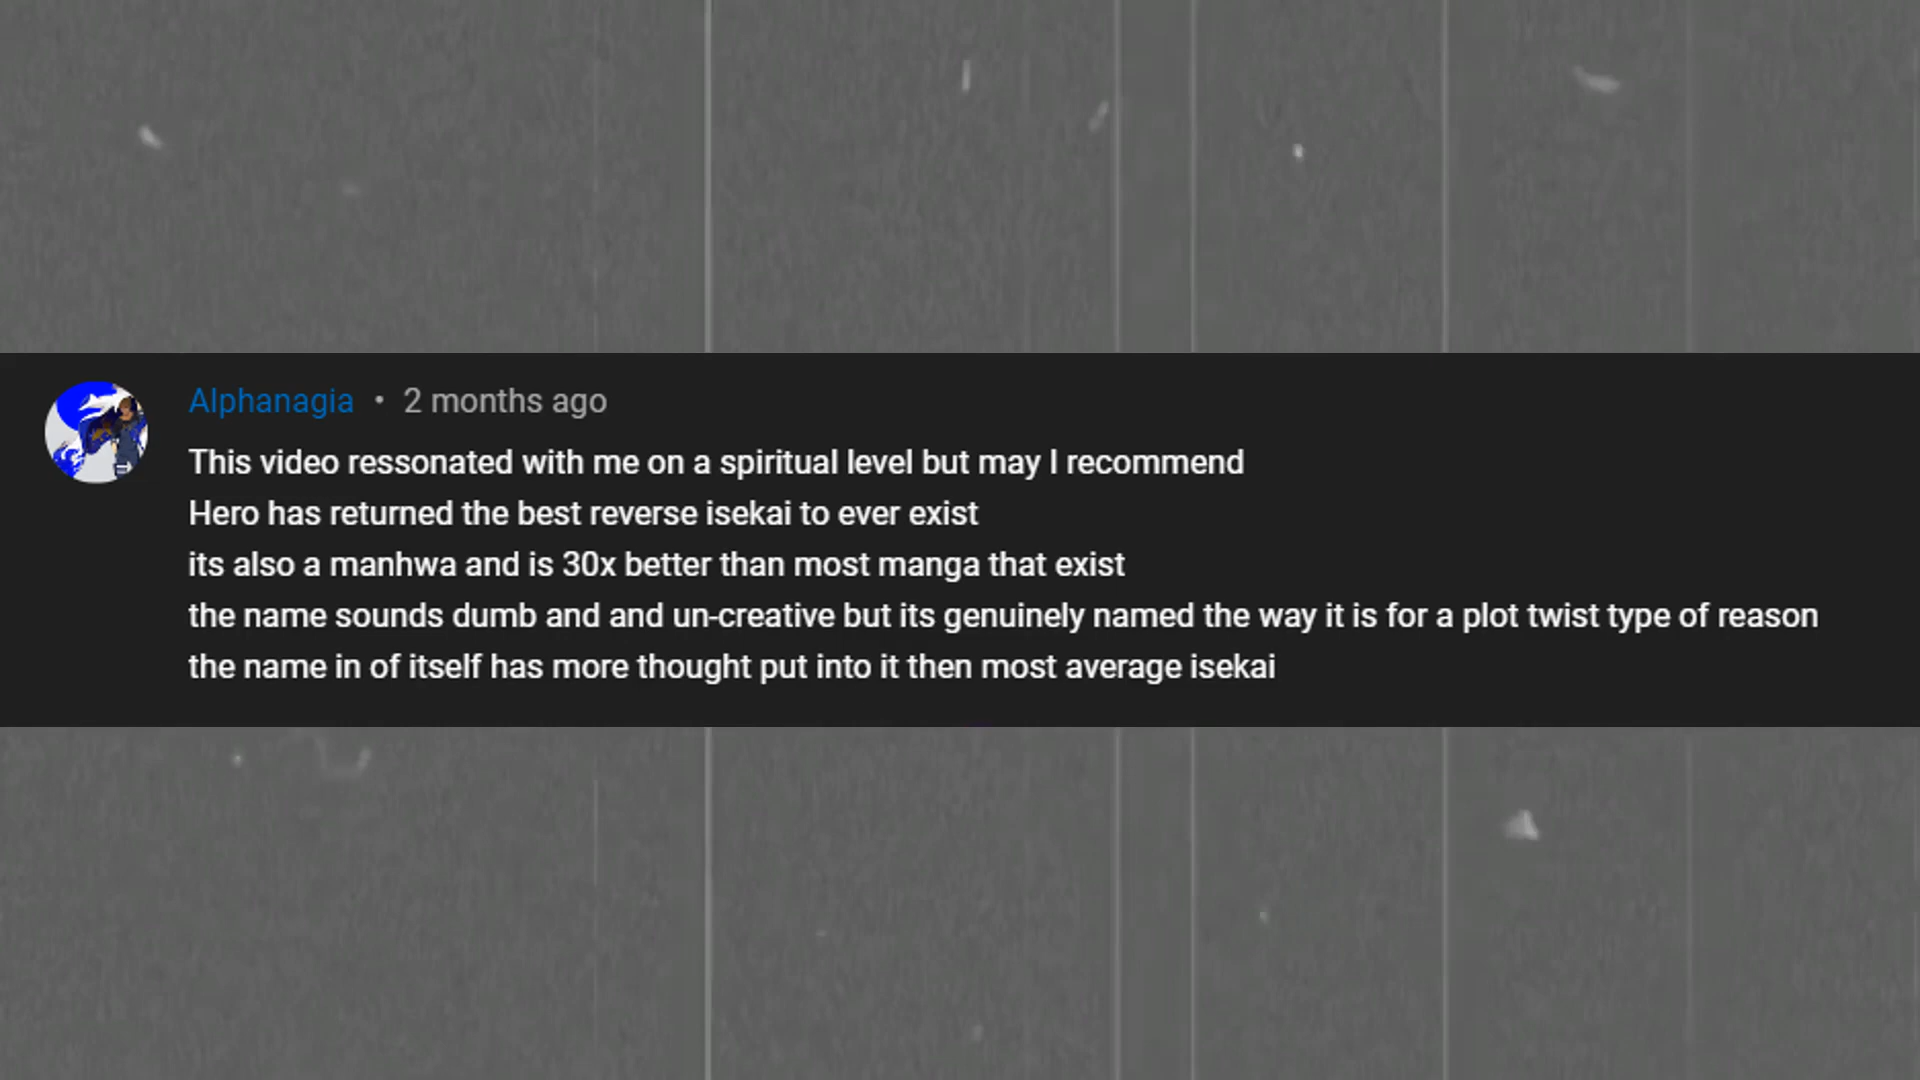 Alphanagia • 2 months ago
This video ressonated with me on a spiritual level but may I recommend
Hero has returned the best reverse isekai to ever exist
its also a manhwa and is 30x better than most manga that exist
the name sounds dumb and and un-creative but its genuinely named the way it is for a plot twist type of reason
the name in of itself has more thought put into it then most average isekai